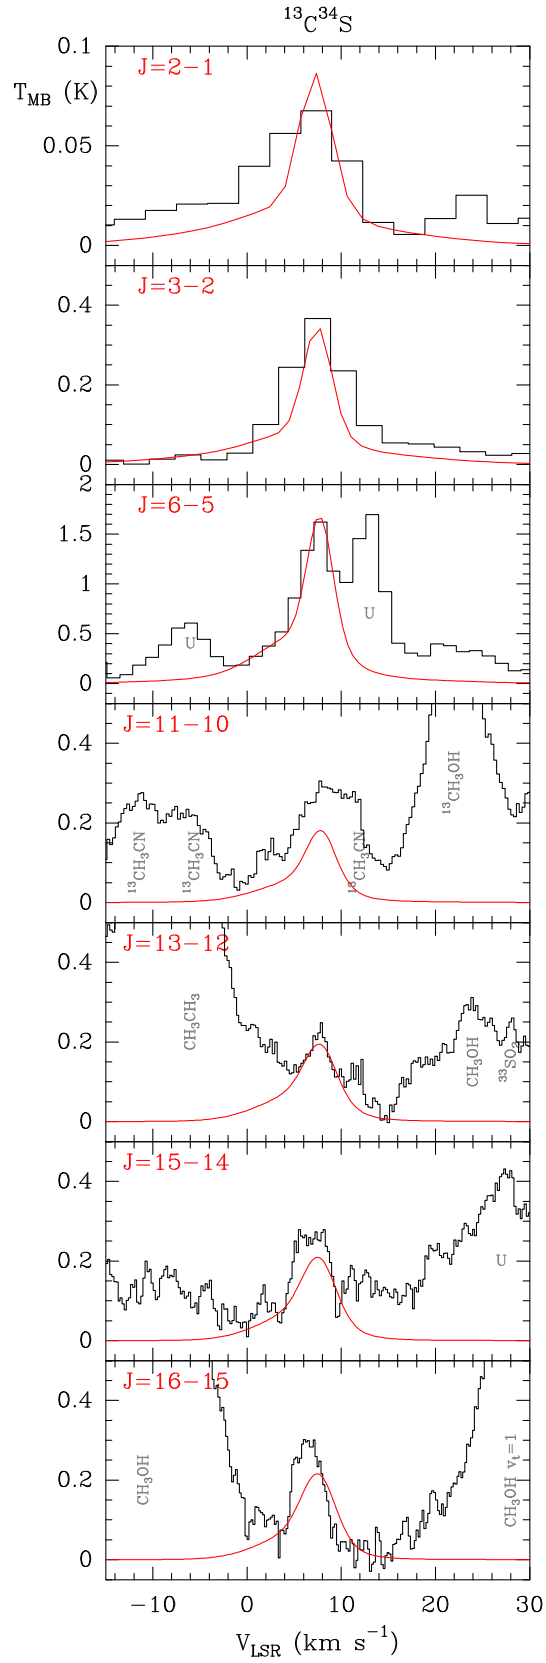 ¹³C³⁴S
0.1
J=2−1
T_MB (K)
0.05
0
J=3−2
0.4
0.2
0
2
J=6−5
1.5
1
U
U
0.5
0
J=11−10
0.4
¹³CH₃OH
0.2
¹³CH₃CN
¹³CH₃CN
¹³CH₃CN
0
J=13−12
0.4
CH₃CH₃
0.2
CH₃OH
³³SO₂
0
J=15−14
0.4
U
0.2
0
J=16−15
0.4
CH₃OH
CH₃OH vₜ=1
0.2
0
−10 0 10 20 30
V_LSR (km s⁻¹)